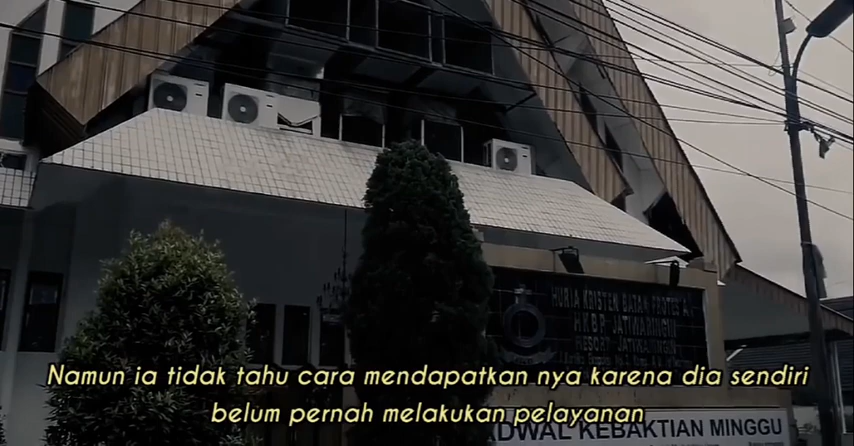 HURIA KRISTEN BATAK PROTESTAN
HKBP JATIWARINGIN
RESORT JATIWARINGIN
Namun ia tidak tahu cara mendapatkan nya karena dia sendiri
belum pernah melakukan pelayanan
JADWAL KEBAKTIAN MINGGU